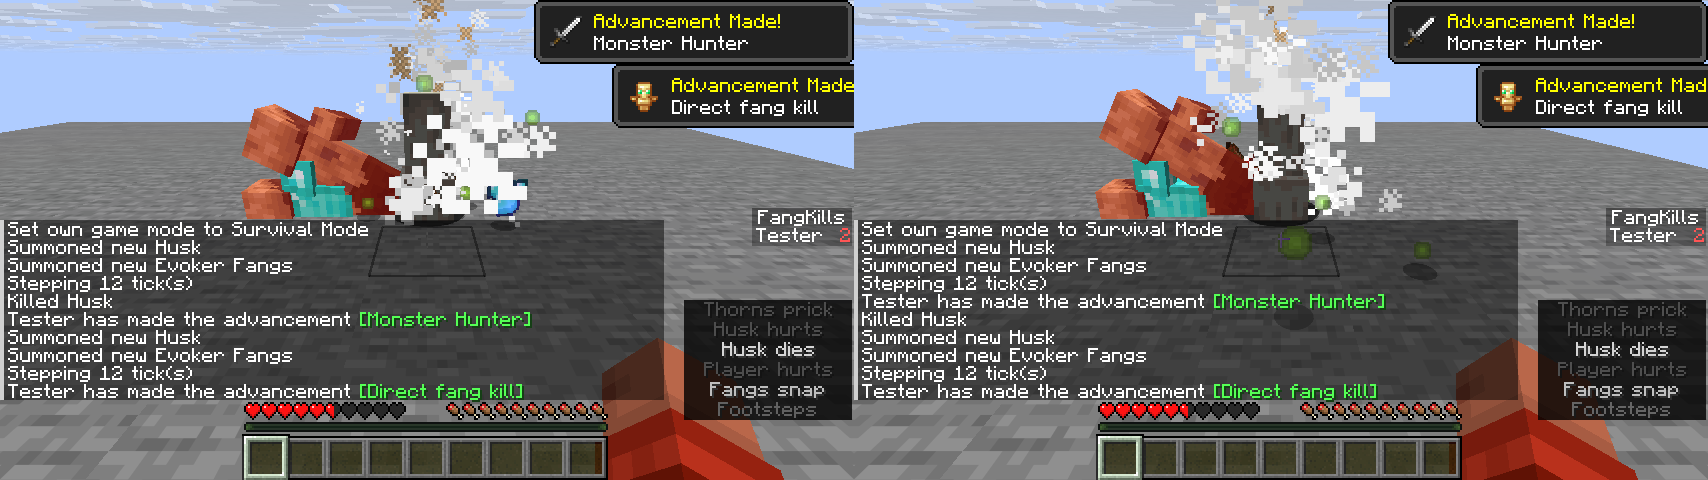 Advancement Made!
Monster Hunter
Advancement Made
Direct fang kill
FangKills
Tester 2
Set own game mode to Survival Mode
Summoned new Husk
Summoned new Evoker Fangs
Stepping 12 tick(s)
Killed Husk
Tester has made the advancement [Monster Hunter]
Summoned new Husk
Summoned new Evoker Fangs
Stepping 12 tick(s)
Tester has made the advancement [Direct fang kill]
Thorns prick
Husk hurts
Husk dies
Player hurts
Fangs snap
Footsteps
Advancement Made!
Monster Hunter
Advancement Mad
Direct fang kill
FangKills
Tester 2
Set own game mode to Survival Mode
Summoned new Husk
Summoned new Evoker Fangs
Stepping 12 tick(s)
Tester has made the advancement [Monster Hunter]
Killed Husk
Summoned new Husk
Summoned new Evoker Fangs
Stepping 12 tick(s)
Tester has made the advancement [Direct fang kill]
Thorns prick
Husk hurts
Husk dies
Player hurts
Fangs snap
Footsteps